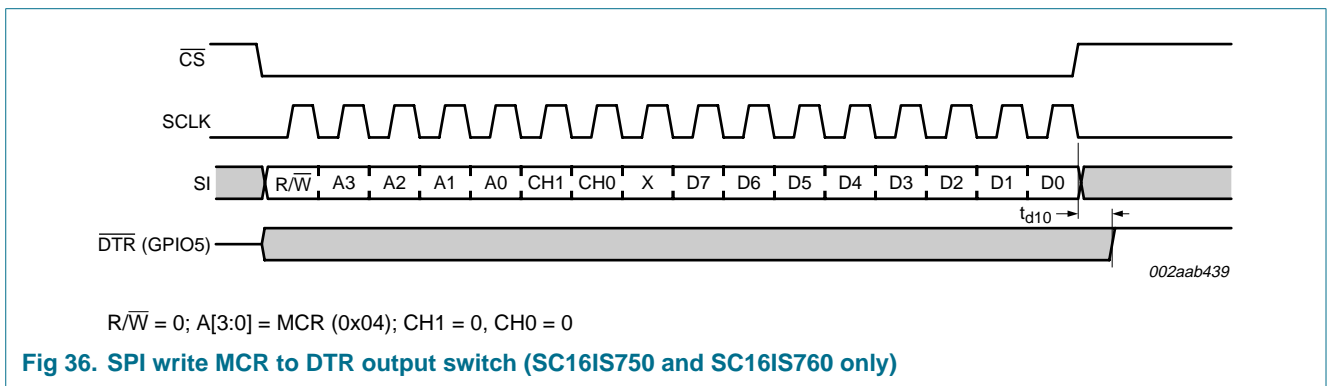 C̅S̅
SCLK
SI R/W̅ A3 A2 A1 A0 CH1 CH0 X D7 D6 D5 D4 D3 D2 D1 D0
td10
D̅T̅R̅ (GPIO5)
002aab439
R/W̅ = 0; A[3:0] = MCR (0x04); CH1 = 0, CH0 = 0
Fig 36. SPI write MCR to DTR output switch (SC16IS750 and SC16IS760 only)